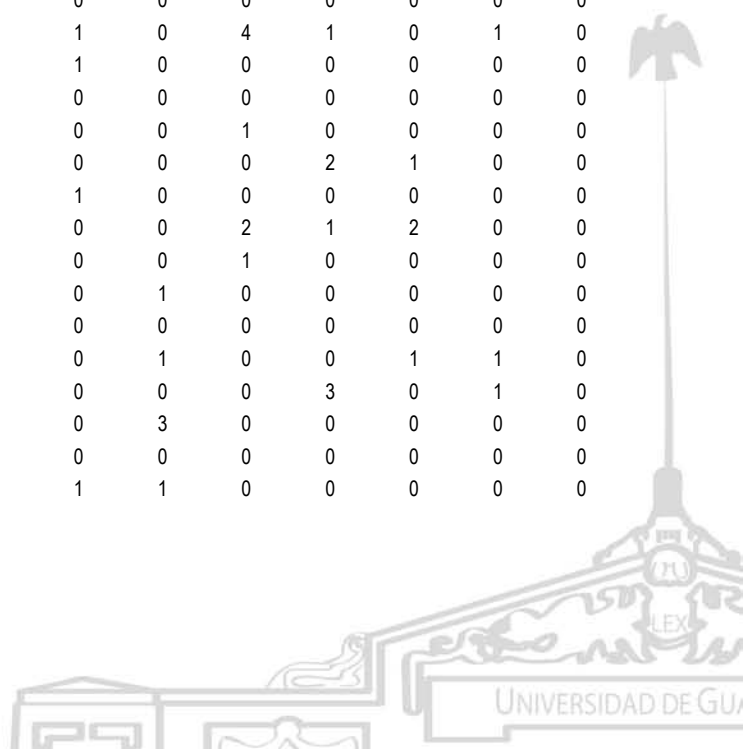 0 0 0 0 0 0 0
1 0 4 1 0 1 0
1 0 0 0 0 0 0
0 0 0 0 0 0 0
0 0 1 0 0 0 0
0 0 0 2 1 0 0
1 0 0 0 0 0 0
0 0 2 1 2 0 0
0 0 1 0 0 0 0
0 1 0 0 0 0 0
0 0 0 0 0 0 0
0 1 0 0 1 1 0
0 0 0 3 0 1 0
0 3 0 0 0 0 0
0 0 0 0 0 0 0
1 1 0 0 0 0 0
LEX
UNIVERSIDAD DE GUA